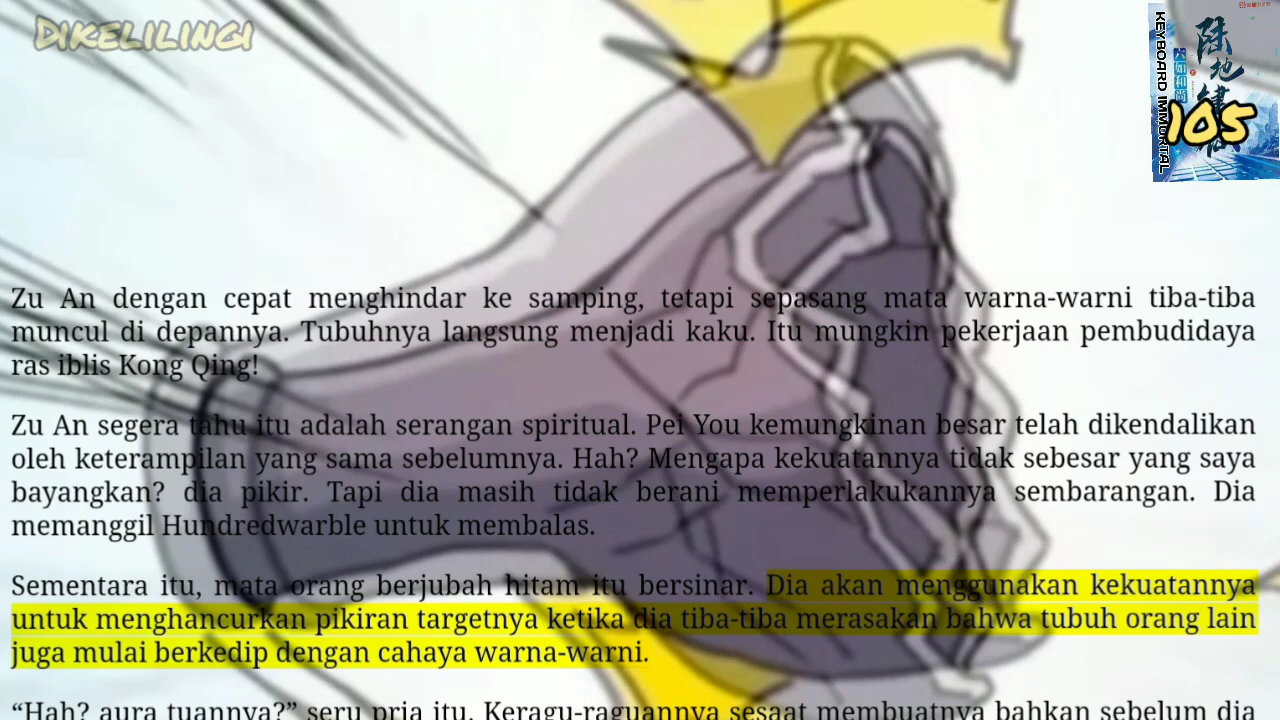 DIKELILINGI
KEYBOARD IMMORTAL
105
Zu An dengan cepat menghindar ke samping, tetapi sepasang mata warna-warni tiba-tiba
muncul di depannya. Tubuhnya langsung menjadi kaku. Itu mungkin pekerjaan pembudidaya
ras iblis Kong Qing!
Zu An segera tahu itu adalah serangan spiritual. Pei You kemungkinan besar telah dikendalikan
oleh keterampilan yang sama sebelumnya. Hah? Mengapa kekuatannya tidak sebesar yang saya
bayangkan? dia pikir. Tapi dia masih tidak berani memperlakukannya sembarangan. Dia
memanggil Hundredwarble untuk membalas.
Sementara itu, mata orang berjubah hitam itu bersinar. Dia akan menggunakan kekuatannya
untuk menghancurkan pikiran targetnya ketika dia tiba-tiba merasakan bahwa tubuh orang lain
juga mulai berkedip dengan cahaya warna-warni.
“Hah? aura tuannya?” seru pria itu. Keragu-raguannya sesaat membuatnya bahkan sebelum dia